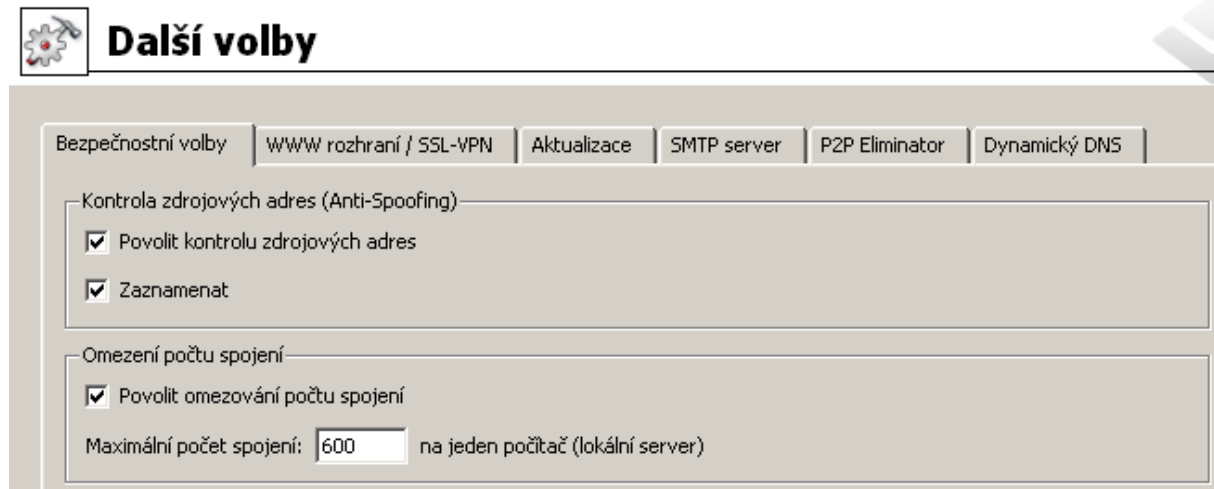 Další volby
Bezpečnostní volby WWW rozhraní / SSL-VPN Aktualizace SMTP server P2P Eliminator Dynamický DNS
Kontrola zdrojových adres (Anti-Spoofing)
Povolit kontrolu zdrojových adres
Zaznamenat
Omezení počtu spojení
Povolit omezování počtu spojení
Maximální počet spojení: 600 na jeden počítač (lokální server)